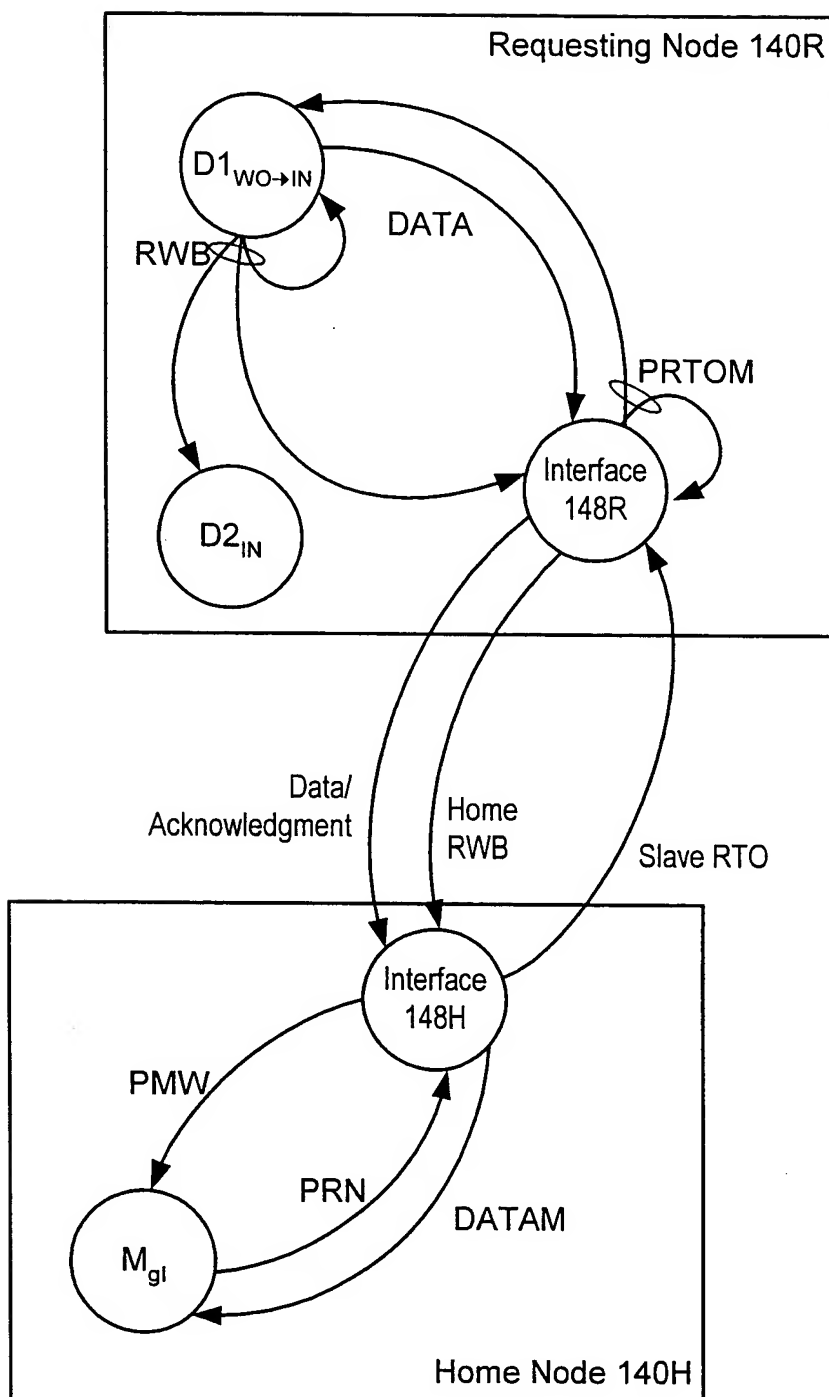 Requesting Node 140R
D1WO→IN
DATA
RWB
PRTOM
Interface
148R
D2IN
Data/
Acknowledgment
Home
RWB
Slave RTO
Interface
148H
PMW
PRN
DATAM
MgI
Home Node 140H